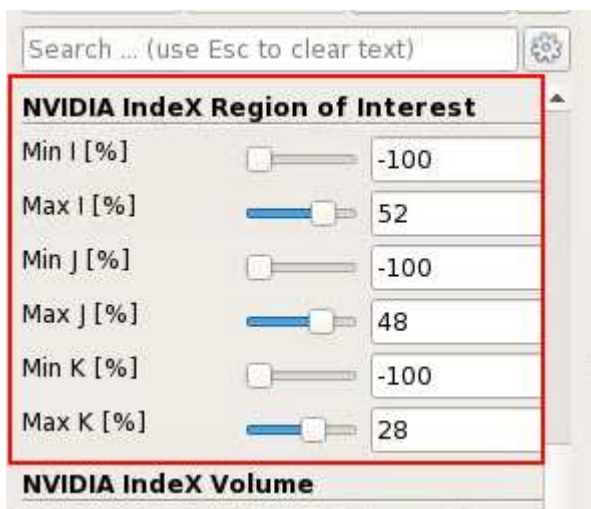 Search ... (use Esc to clear text)
NVIDIA IndeX Region of Interest
Min I [%] -100
Max I [%] 52
Min J [%] -100
Max J [%] 48
Min K [%] -100
Max K [%] 28
NVIDIA IndeX Volume